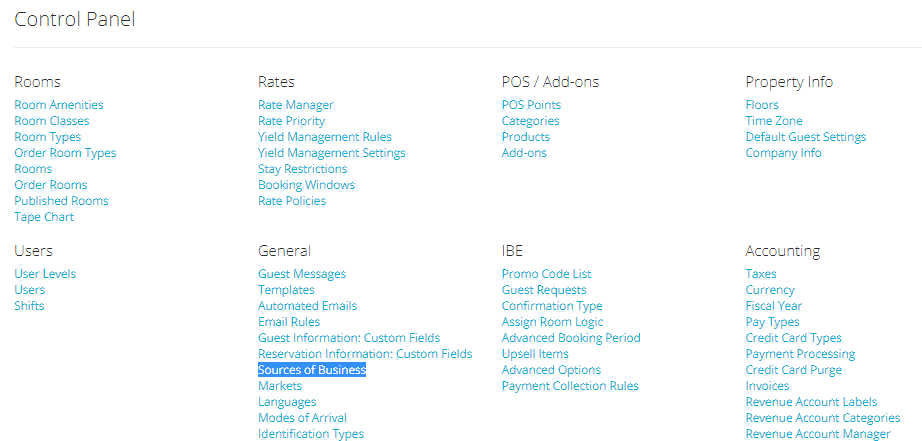 Control Panel
Rooms
Room Amenities
Room Classes
Room Types
Order Room Types
Rooms
Order Rooms
Published Rooms
Tape Chart
Rates
Rate Manager
Rate Priority
Yield Management Rules
Yield Management Settings
Stay Restrictions
Booking Windows
Rate Policies
POS / Add-ons
POS Points
Categories
Products
Add-ons
Property Info
Floors
Time Zone
Default Guest Settings
Company Info
Users
User Levels
Users
Shifts
General
Guest Messages
Templates
Automated Emails
Email Rules
Guest Information: Custom Fields
Reservation Information: Custom Fields
Sources of Business
Markets
Languages
Modes of Arrival
Identification Types
IBE
Promo Code List
Guest Requests
Confirmation Type
Assign Room Logic
Advanced Booking Period
Upsell Items
Advanced Options
Payment Collection Rules
Accounting
Taxes
Currency
Fiscal Year
Pay Types
Credit Card Types
Payment Processing
Credit Card Purge
Invoices
Revenue Account Labels
Revenue Account Categories
Revenue Account Manager